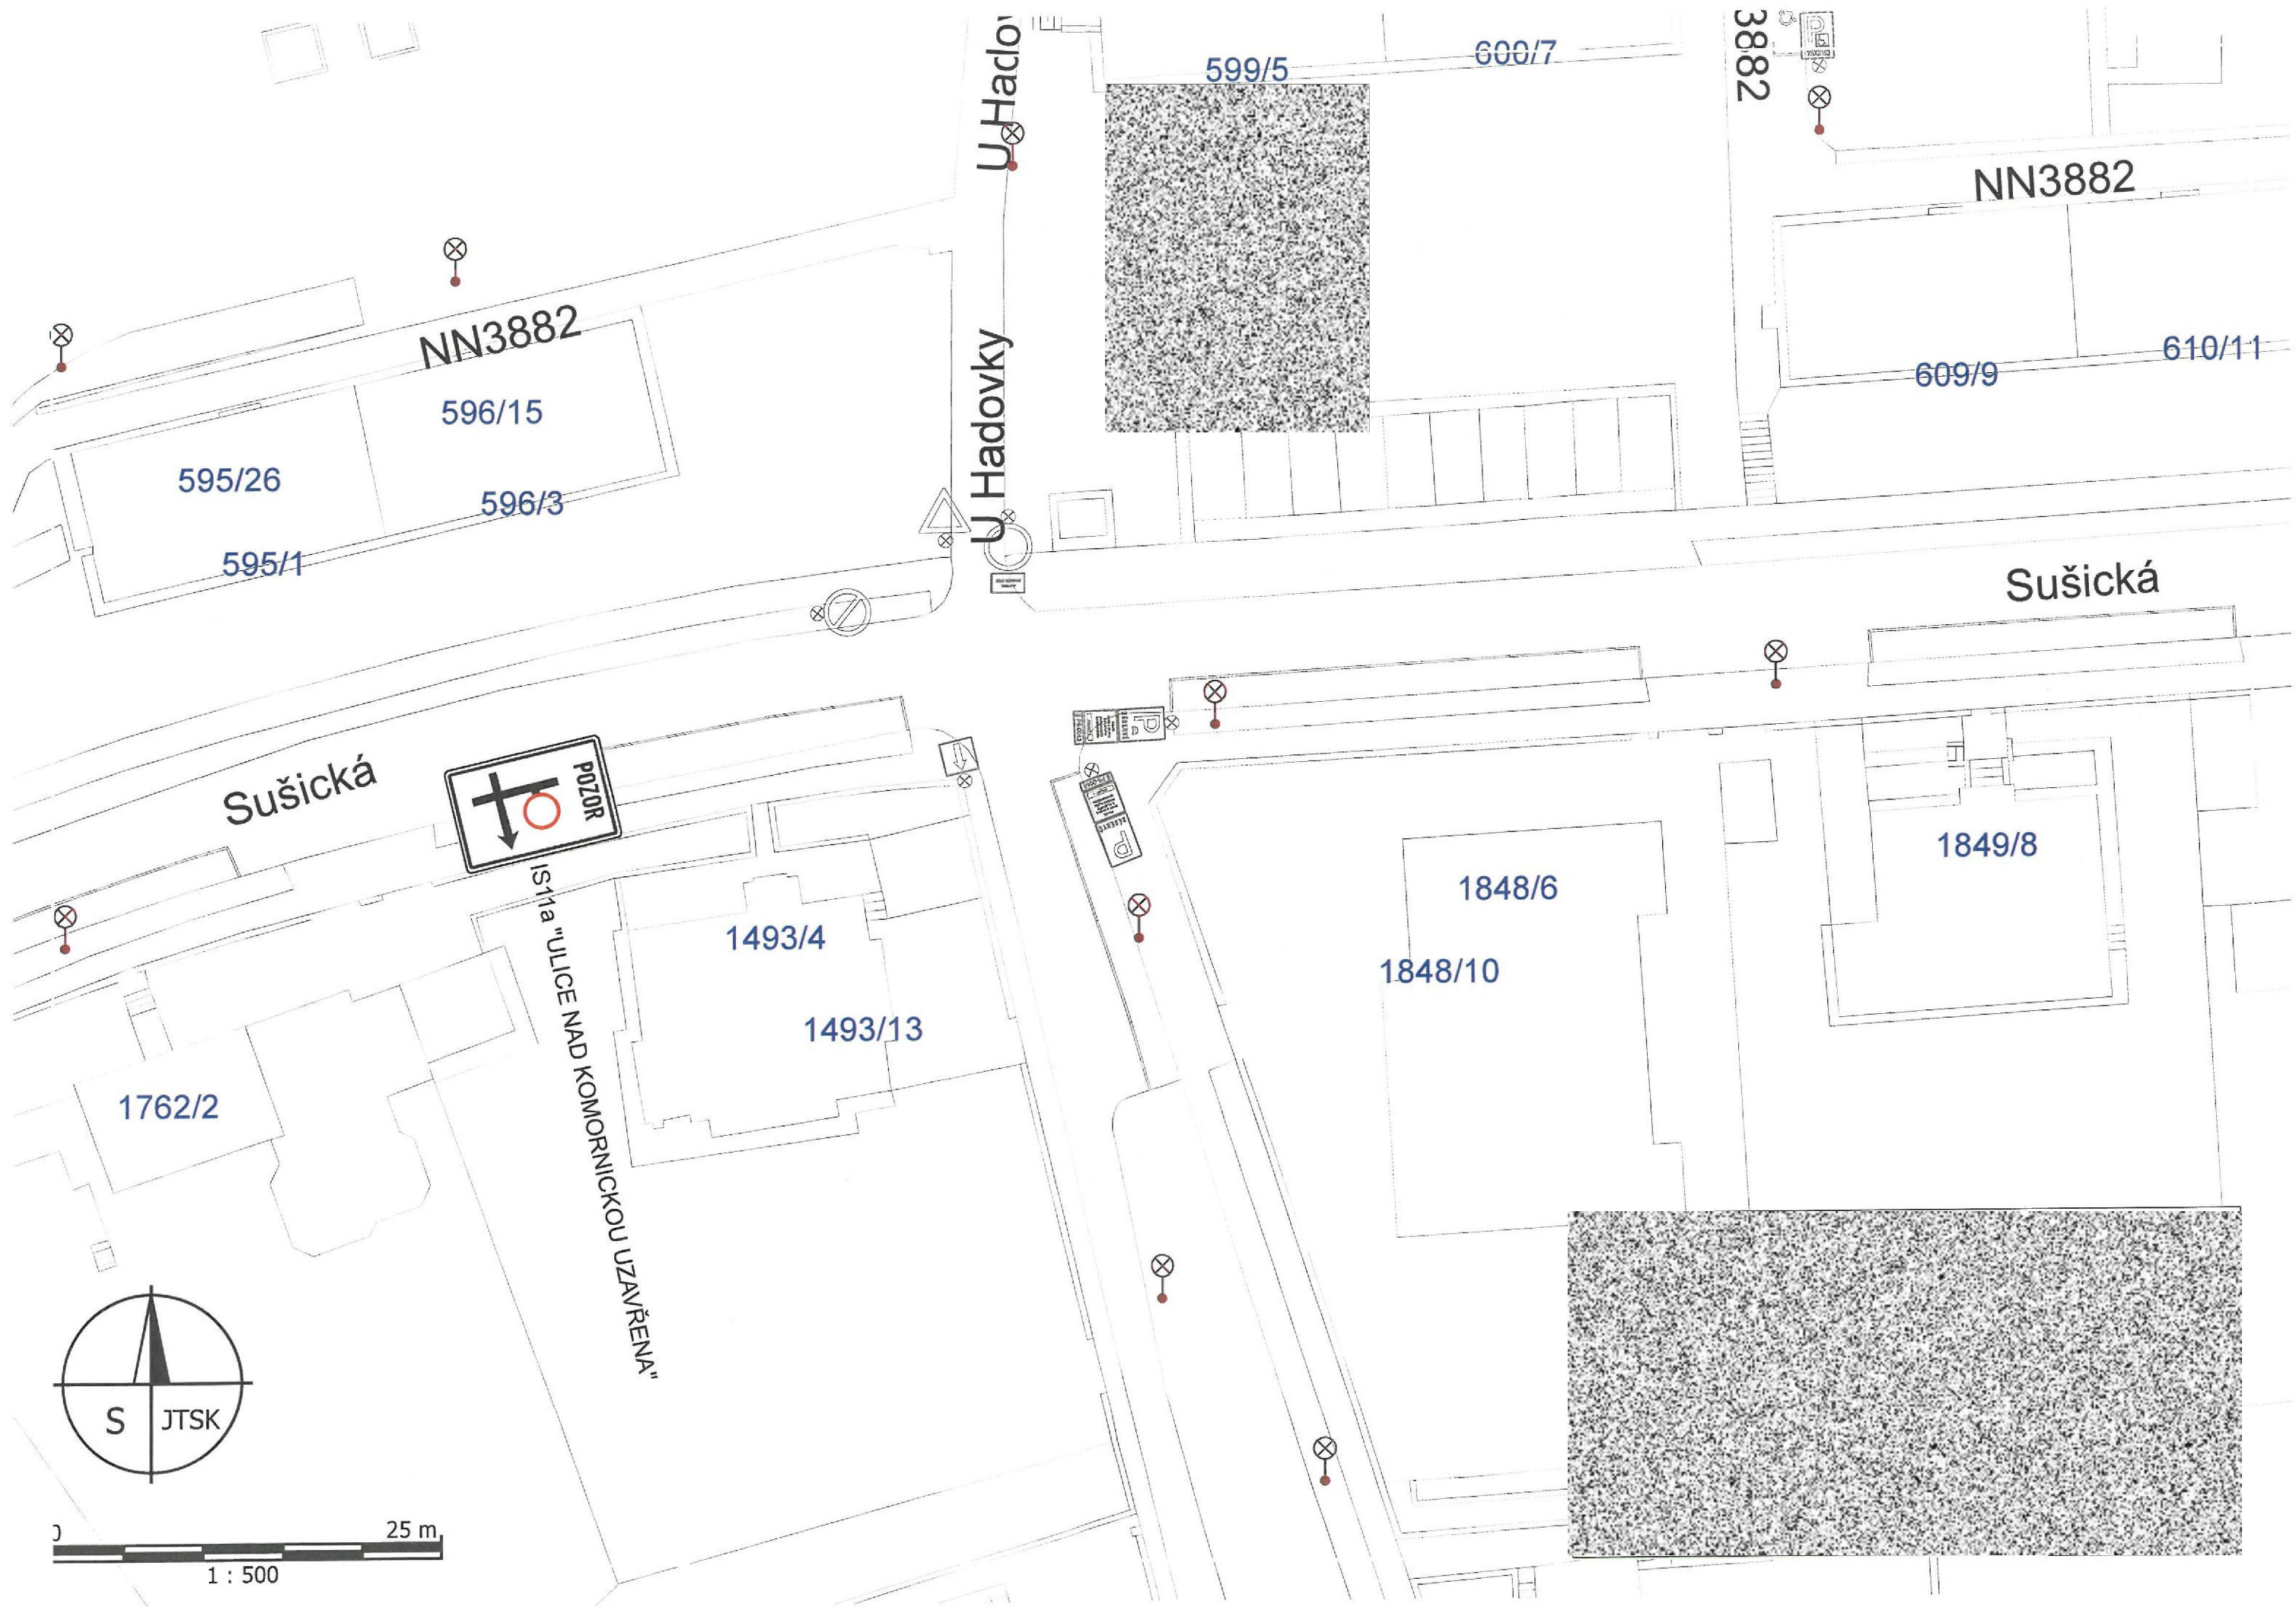 U Hadov
599/5
600/7
3882
NN3882
NN3882
U Hadovky
596/15
595/26
596/3
595/1
609/9
610/11
Sušická
Sušická
POZOR
IS11a "ULICE NAD KOMORNICKOU UZAVŘENA"
1848/6
1849/8
1493/4
1848/10
1493/13
1762/2
S
JTSK
25 m
1 : 500